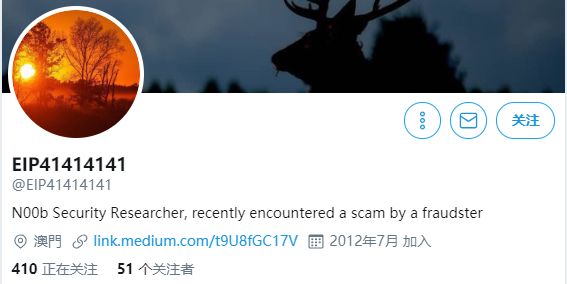 关注
EIP41414141
@EIP41414141
N00b Security Researcher, recently encountered a scam by a fraudster
澳門 link.medium.com/t9U8fGC17V 2012年7月 加入
410 正在关注 51 个关注者